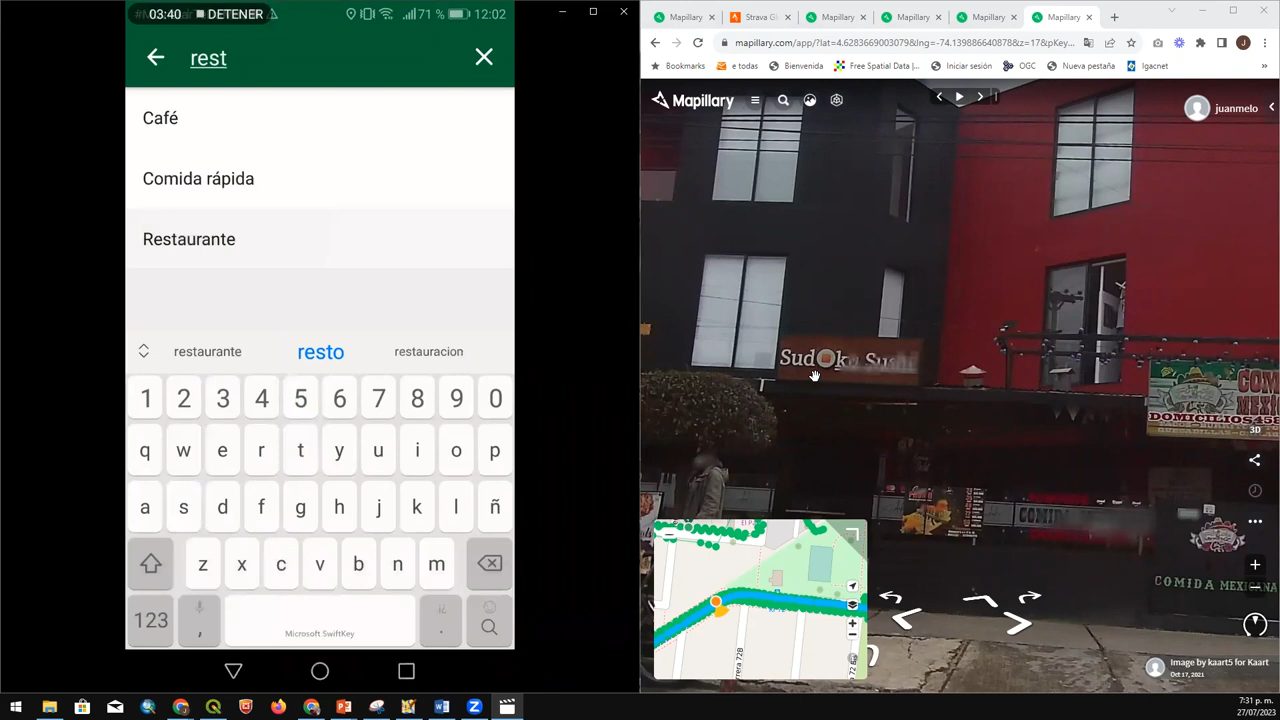 03:40 DETENER 71 % 12:02
rest
Café
Comida rápida
Restaurante
restaurante resto restauracion
1 2 3 4 5 6 7 8 9 0
q w e r t y u i o p
a s d f g h j k l ñ
z x c v b n m
123 , Microsoft SwiftKey .
Mapillary Strava Gl Mapillary Mapillary Mapillary Mapillary
mapillary.com/app/?lat=4.6283669003079&lng=-74.139886640878&z=17&pKey...
Bookmarks e todas Bienvenida Free Spatial Data |... Iniciar sesión OGC Nueva pestaña Igacnet
Mapillary juanmelo
SudOku Sushi
DOMICILIOS
3D
COMIDA MEXICANA
rrera 72B
Image by kaart5 for Kaart
Oct 17, 2021
7:31 p. m.
27/07/2023